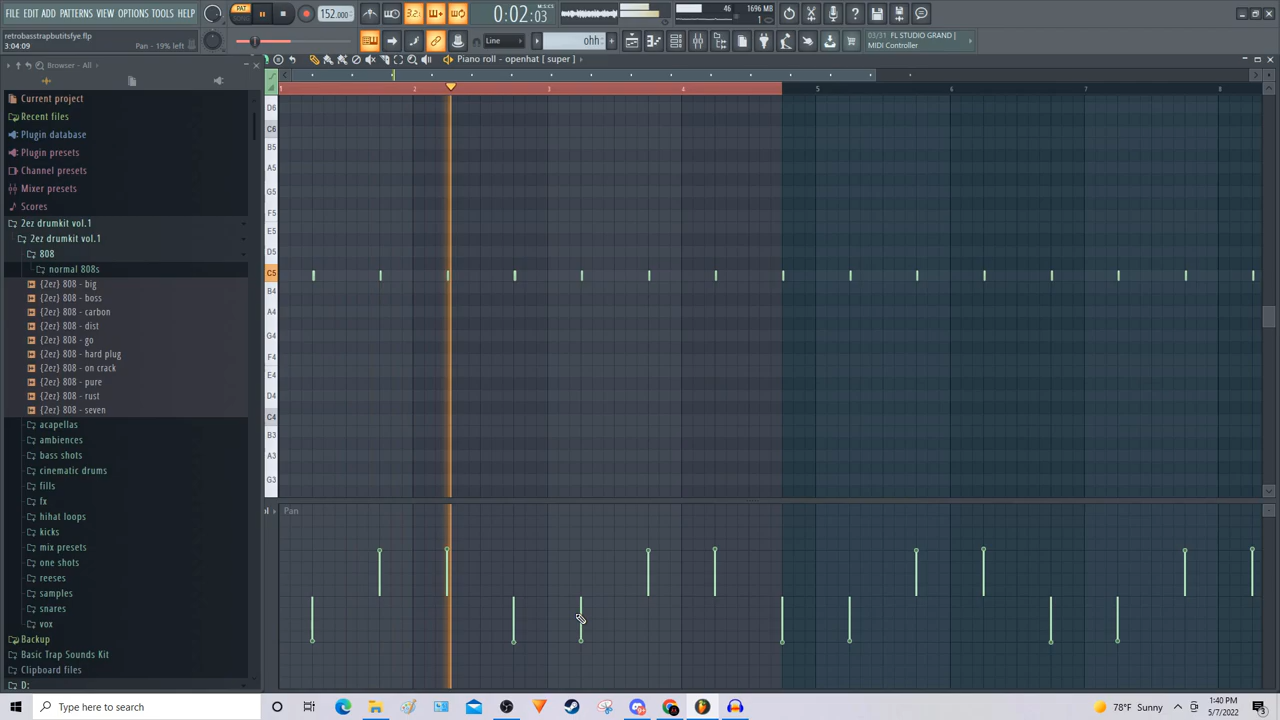 FILE EDIT ADD PATTERNS VIEW OPTIONS TOOLS HELP
PAT
SONG
152.000
3.2.
0:02:03
M:S:CS
46
1696 MB
retrobasstrapbutitsfye.flp
3:04:09
Pan - 19% left
Line
ohh
03/31 FL STUDIO GRAND |
MIDI Controller
Browser - All
Piano roll - openhat [ super ]
Current project
Recent files
Plugin database
Plugin presets
Channel presets
Mixer presets
Scores
2ez drumkit vol.1
2ez drumkit vol.1
808
normal 808s
(2ez) 808 - big
(2ez) 808 - boss
(2ez) 808 - carbon
(2ez) 808 - dist
(2ez) 808 - go
(2ez) 808 - hard plug
(2ez) 808 - on crack
(2ez) 808 - pure
(2ez) 808 - rust
(2ez) 808 - seven
acapellas
ambiences
bass shots
cinematic drums
fills
fx
hihat loops
kicks
mix presets
one shots
reeses
samples
snares
vox
Backup
Basic Trap Sounds Kit
Clipboard files
D:
1 2 3 4 5 6 7 8
D6
C6
B5
A5
G5
F5
E5
D5
C5
B4
A4
G4
F4
E4
D4
C4
B3
A3
G3
Pan
Type here to search
78°F Sunny
1:40 PM
5/7/2022